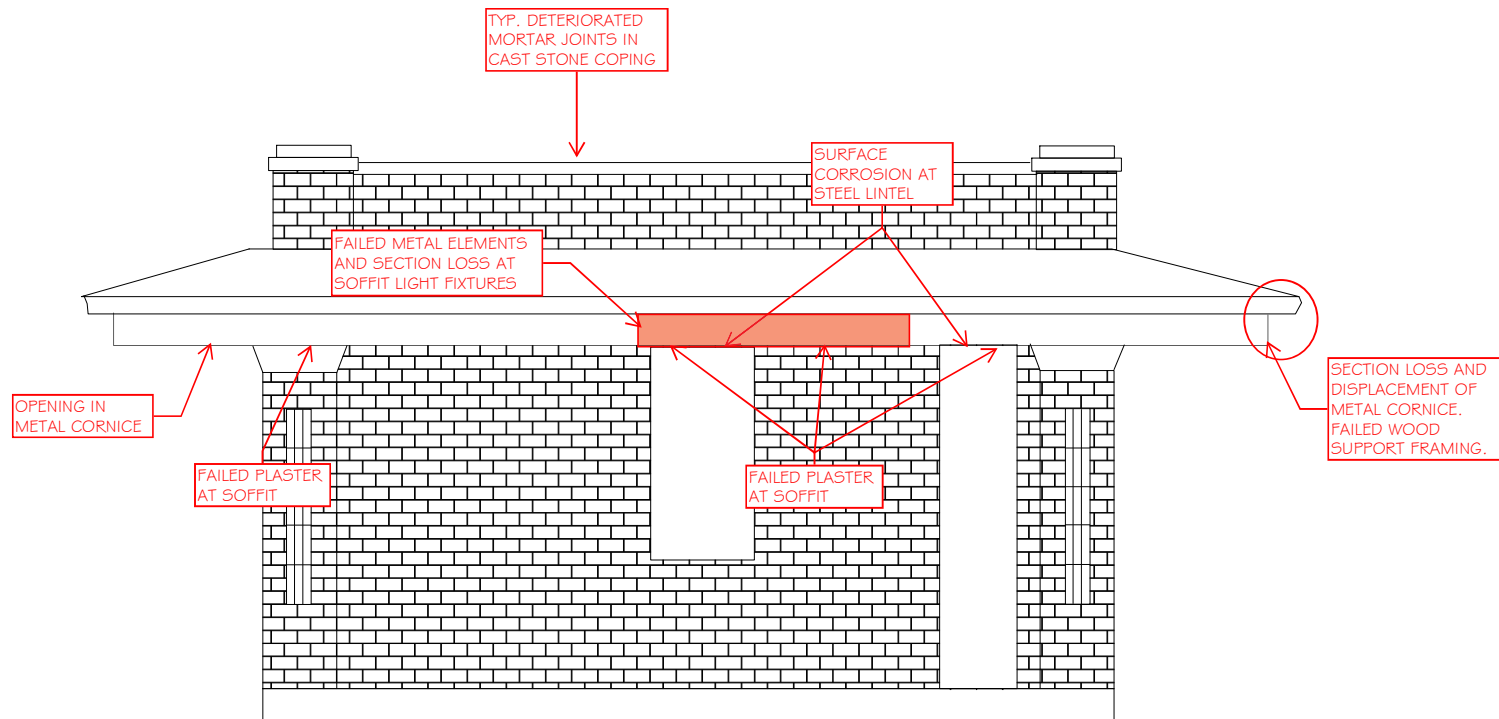 TYP. DETERIORATED
MORTAR JOINTS IN
CAST STONE COPING
SURFACE
CORROSION AT
STEEL LINTEL
FAILED METAL ELEMENTS
AND SECTION LOSS AT
SOFFIT LIGHT FIXTURES
OPENING IN
METAL CORNICE
SECTION LOSS AND
DISPLACEMENT OF
METAL CORNICE.
FAILED WOOD
SUPPORT FRAMING.
FAILED PLASTER
AT SOFFIT
FAILED PLASTER
AT SOFFIT